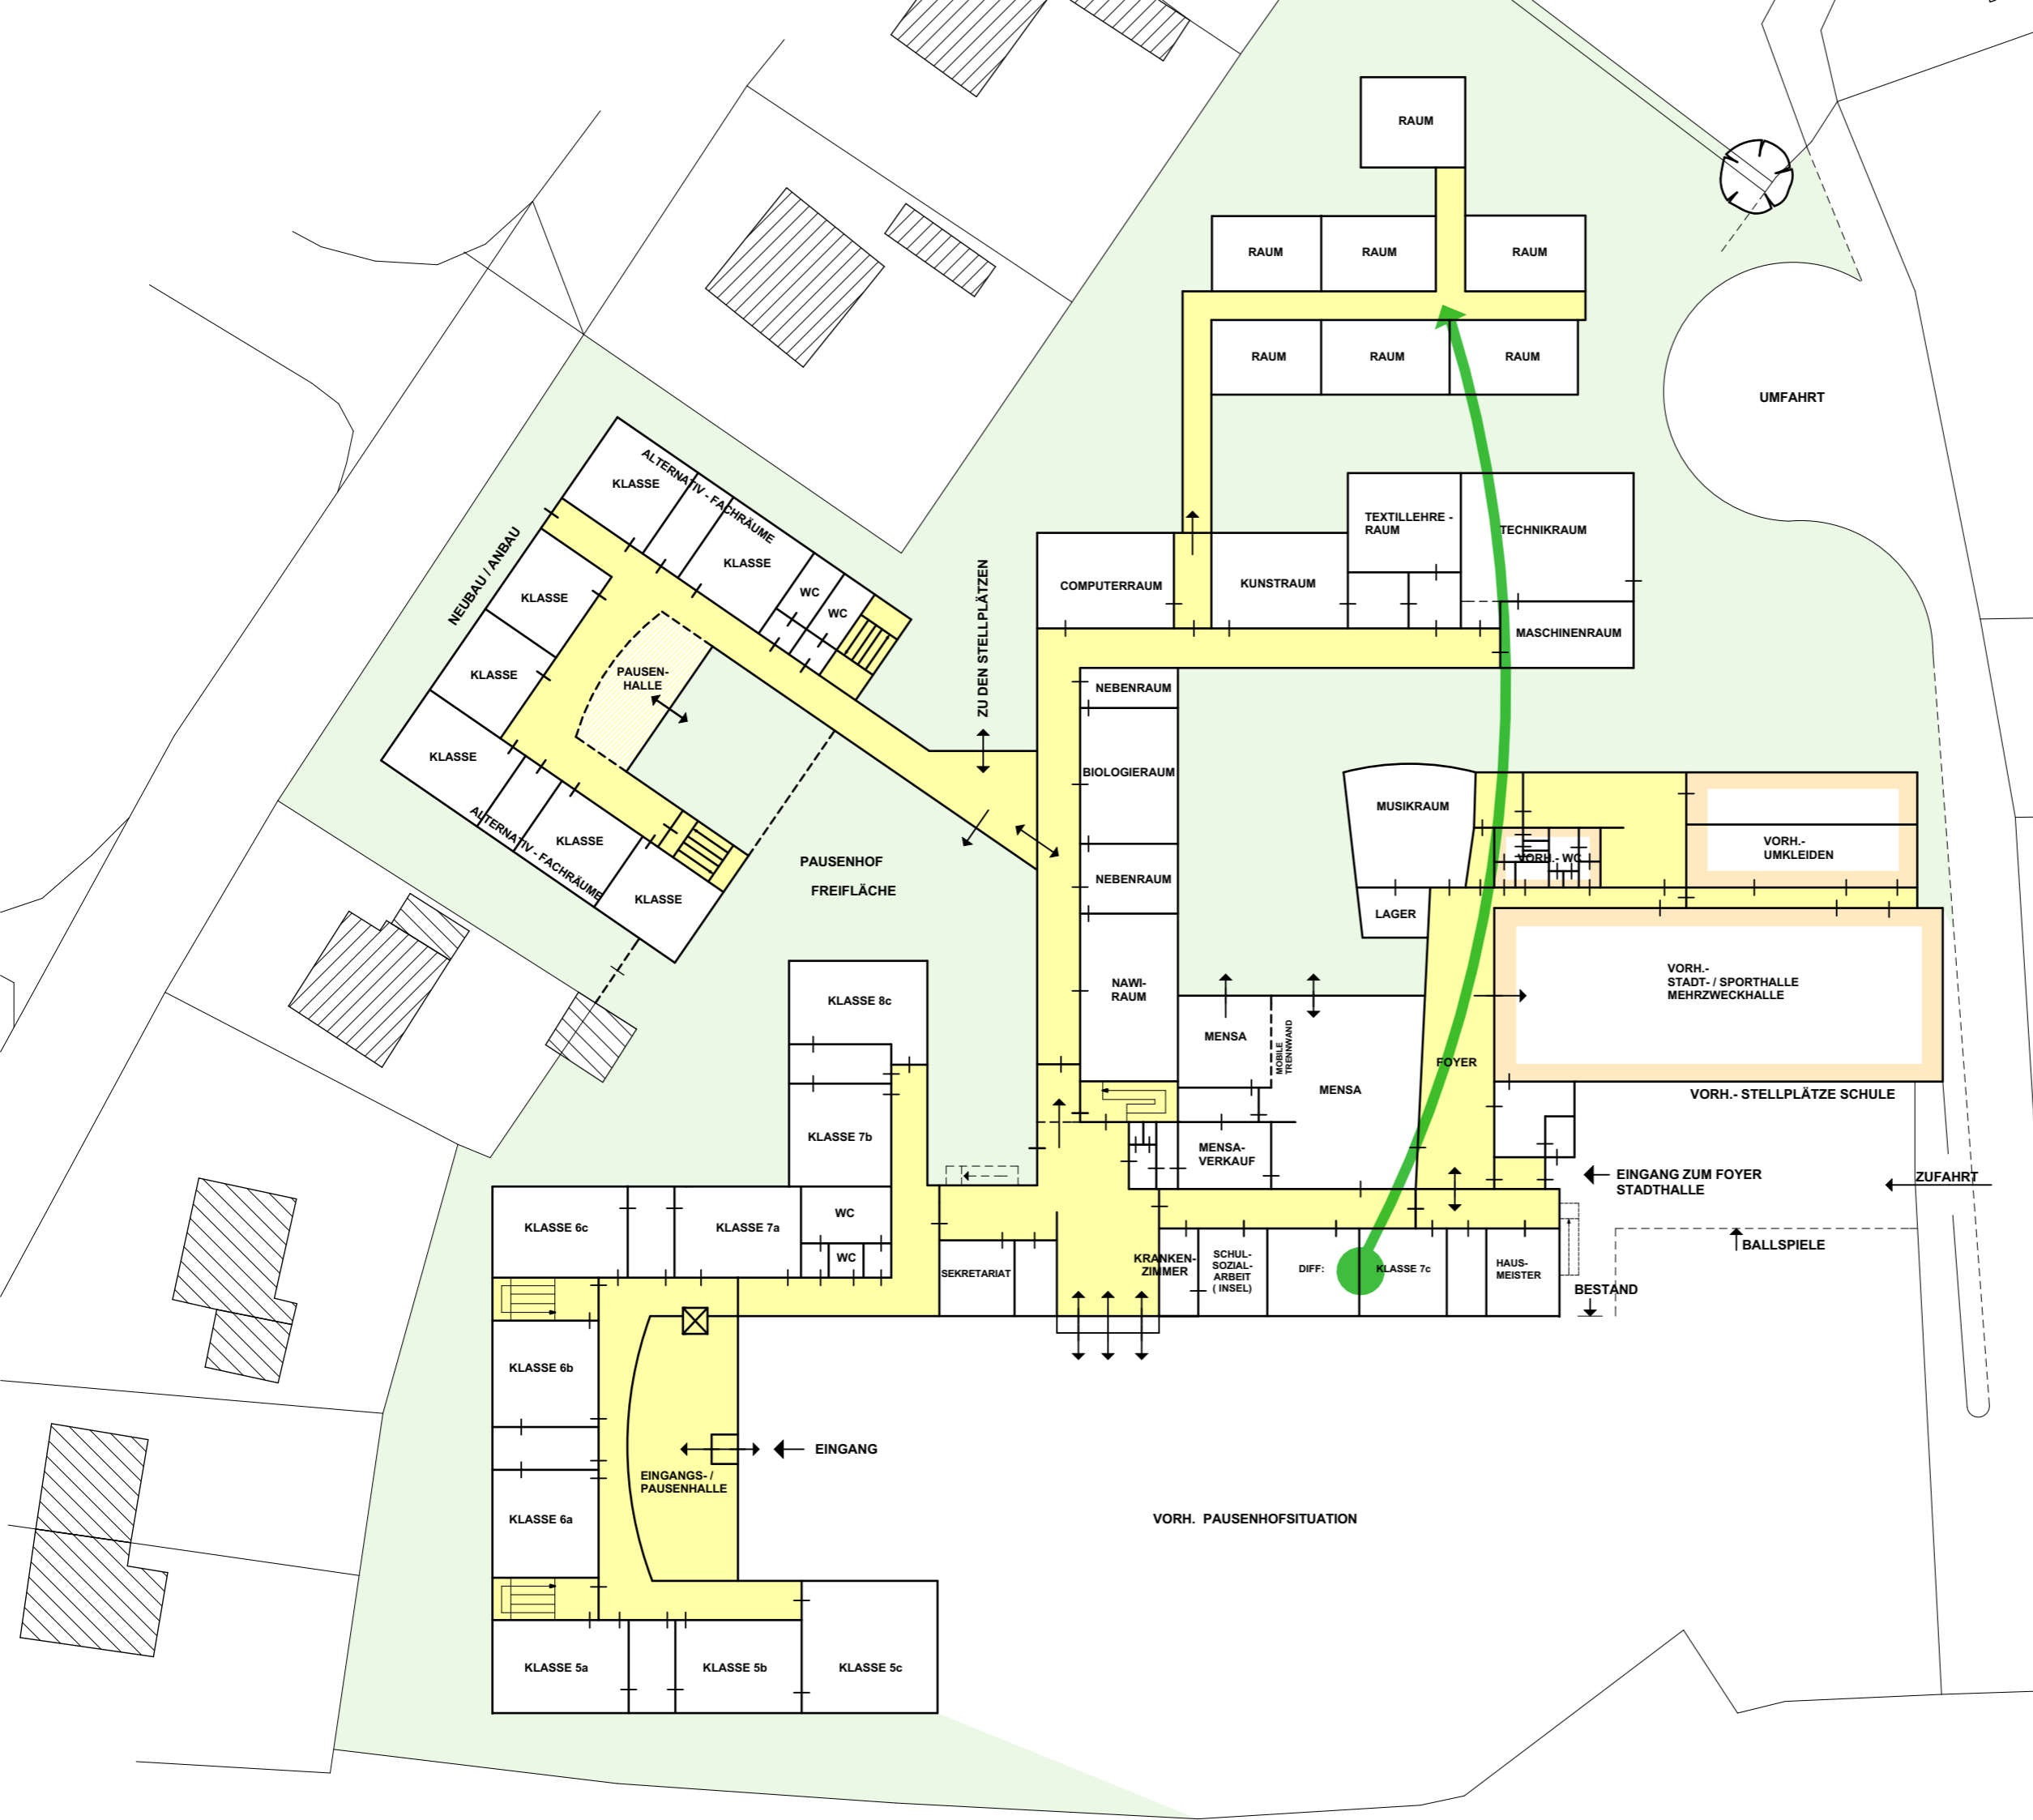 RAUM
RAUM
RAUM
RAUM
RAUM
RAUM
RAUM
UMFAHRT
ALTERNATIV - FACHRÄUME
KLASSE
KLASSE
NEUBAU / ANBAU
KLASSE
WC
WC
KLASSE
PAUSEN-
HALLE
KLASSE
KLASSE
ALTERNATIV - FACHRÄUME
KLASSE
ZU DEN STELLPLÄTZEN
COMPUTERRAUM
KUNSTRAUM
TEXTILLEHRE -
RAUM
TECHNIKRAUM
MASCHINENRAUM
NEBENRAUM
BIOLOGIERAUM
NEBENRAUM
NAWI-
RAUM
PAUSENHOF
FREIFLÄCHE
MUSIKRAUM
LAGER
VORH.- WC
VORH.-
UMKLEIDEN
VORH.-
STADT- / SPORTHALLE
MEHRZWECKHALLE
VORH.- STELLPLÄTZE SCHULE
FOYER
MENSA
MOBILE
TRENNWAND
MENSA
MENSA-
VERKAUF
EINGANG ZUM FOYER
STADTHALLE
ZUFAHRT
BALLSPIELE
BESTAND
KLASSE 8c
KLASSE 7b
KLASSE 6c
KLASSE 7a
WC
WC
SEKRETARIAT
KRANKEN-
ZIMMER
SCHUL-
SOZIAL-
ARBEIT
( INSEL)
DIFF:
KLASSE 7c
HAUS-
MEISTER
KLASSE 6b
EINGANG
EINGANGS- /
PAUSENHALLE
KLASSE 6a
VORH. PAUSENHOFSITUATION
KLASSE 5a
KLASSE 5b
KLASSE 5c